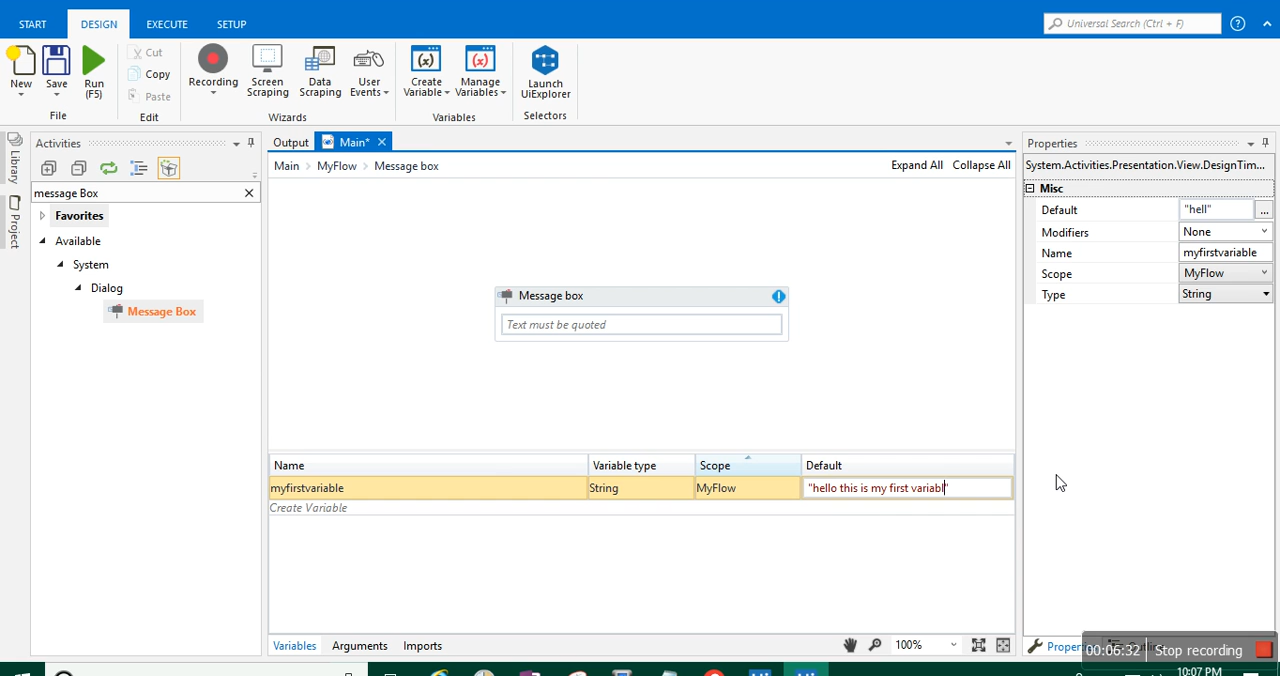 START DESIGN EXECUTE SETUP Universal Search (Ctrl + F)
New Save Run (F5) Cut Copy Paste Recording Screen Scraping Data Scraping User Events Create Variable Manage Variables Launch UiExplorer
File Edit Wizards Variables Selectors
Library
Project
Activities
message Box
Favorites
Available
System
Dialog
Message Box
Output Main*
Main MyFlow Message box Expand All Collapse All
Message box
Text must be quoted
Name Variable type Scope Default
myfirstvariable String MyFlow "hello this is my first variabl"
Create Variable
Variables Arguments Imports 100%
Properties
System.Activities.Presentation.View.DesignTim...
Misc
Default "hell" ...
Modifiers None
Name myfirstvariable
Scope MyFlow
Type String
00:06:32 Stop recording
10:07 PM